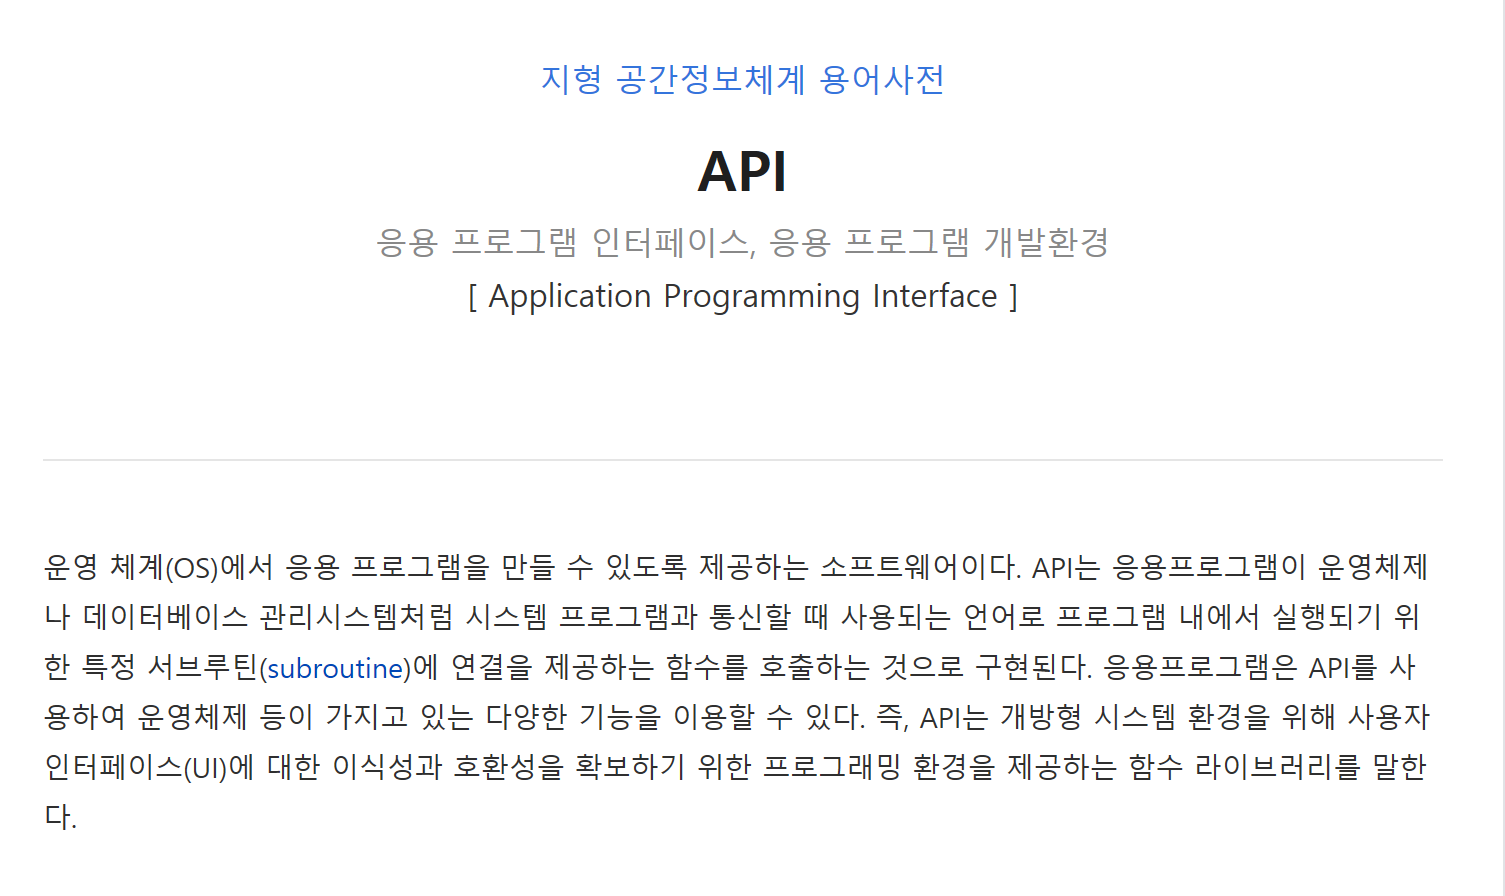 지형 공간정보체계 용어사전
API
응용 프로그램 인터페이스, 응용 프로그램 개발환경
[ Application Programming Interface ]
운영 체계(OS)에서 응용 프로그램을 만들 수 있도록 제공하는 소프트웨어이다. API는 응용프로그램이 운영체제
나 데이터베이스 관리시스템처럼 시스템 프로그램과 통신할 때 사용되는 언어로 프로그램 내에서 실행되기 위
한 특정 서브루틴(subroutine)에 연결을 제공하는 함수를 호출하는 것으로 구현된다. 응용프로그램은 API를 사
용하여 운영체제 등이 가지고 있는 다양한 기능을 이용할 수 있다. 즉, API는 개방형 시스템 환경을 위해 사용자
인터페이스(UI)에 대한 이식성과 호환성을 확보하기 위한 프로그래밍 환경을 제공하는 함수 라이브러리를 말한
다.